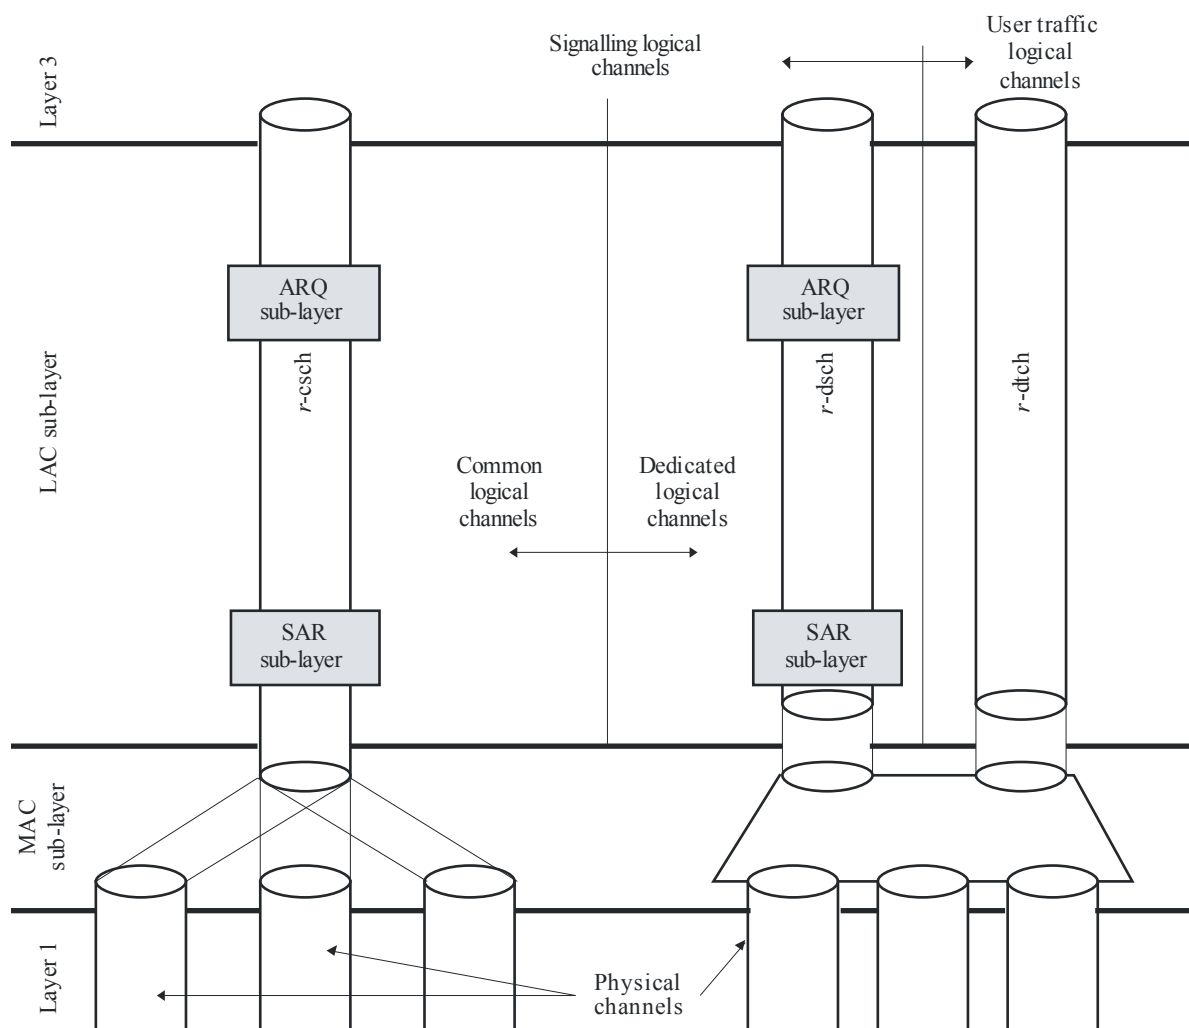 Signalling logical
channels
User traffic
logical
channels
Layer 3
ARQ
sub-layer
ARQ
sub-layer
LAC sub-layer
r-csch
r-dsch
r-dtch
Common
logical
channels
Dedicated
logical
channels
SAR
sub-layer
SAR
sub-layer
MAC
sub-layer
Layer 1
Physical
channels